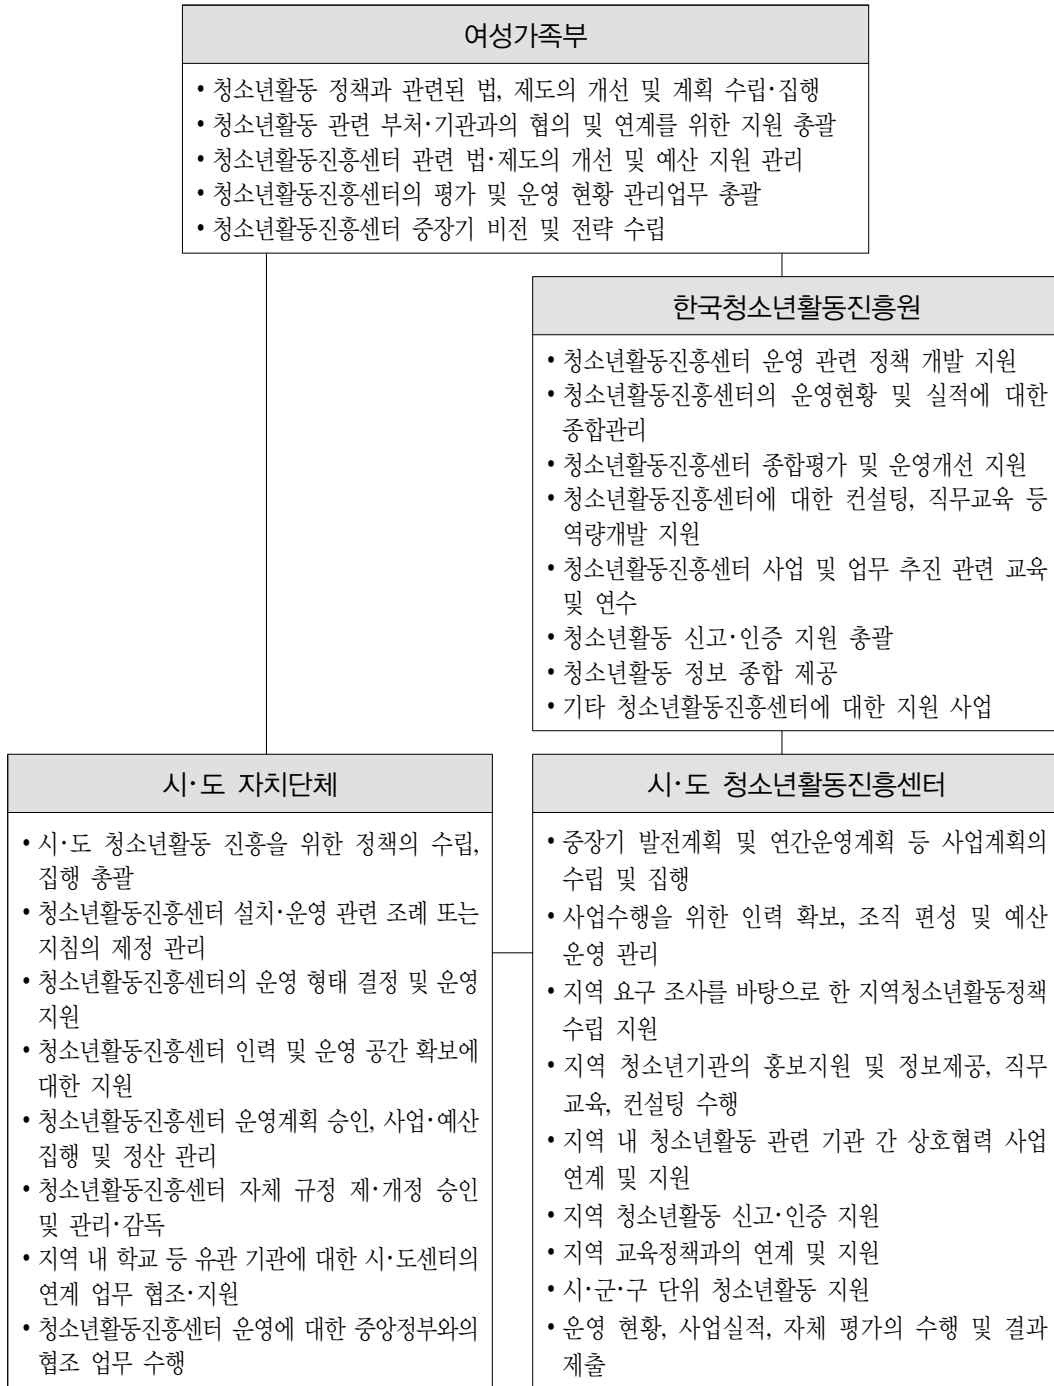 여성가족부
• 청소년활동 정책과 관련된 법, 제도의 개선 및 계획 수립·집행
• 청소년활동 관련 부처·기관과의 협의 및 연계를 위한 지원 총괄
• 청소년활동진흥센터 관련 법·제도의 개선 및 예산 지원 관리
• 청소년활동진흥센터의 평가 및 운영 현황 관리업무 총괄
• 청소년활동진흥센터 중장기 비전 및 전략 수립
한국청소년활동진흥원
• 청소년활동진흥센터 운영 관련 정책 개발 지원
• 청소년활동진흥센터의 운영현황 및 실적에 대한
종합관리
• 청소년활동진흥센터 종합평가 및 운영개선 지원
• 청소년활동진흥센터에 대한 컨설팅, 직무교육 등
역량개발 지원
• 청소년활동진흥센터 사업 및 업무 추진 관련 교육
및 연수
• 청소년활동 신고·인증 지원 총괄
• 청소년활동 정보 종합 제공
• 기타 청소년활동진흥센터에 대한 지원 사업
시·도 자치단체
• 시·도 청소년활동 진흥을 위한 정책의 수립,
집행 총괄
• 청소년활동진흥센터 설치·운영 관련 조례 또는
지침의 제정 관리
• 청소년활동진흥센터의 운영 형태 결정 및 운영
지원
• 청소년활동진흥센터 인력 및 운영 공간 확보에
대한 지원
• 청소년활동진흥센터 운영계획 승인, 사업·예산
집행 및 정산 관리
• 청소년활동진흥센터 자체 규정 제·개정 승인
및 관리·감독
• 지역 내 학교 등 유관 기관에 대한 시·도센터의
연계 업무 협조·지원
• 청소년활동진흥센터 운영에 대한 중앙정부와의
협조 업무 수행
시·도 청소년활동진흥센터
• 중장기 발전계획 및 연간운영계획 등 사업계획의
수립 및 집행
• 사업수행을 위한 인력 확보, 조직 편성 및 예산
운영 관리
• 지역 요구 조사를 바탕으로 한 지역청소년활동정책
수립 지원
• 지역 청소년기관의 홍보지원 및 정보제공, 직무
교육, 컨설팅 수행
• 지역 내 청소년활동 관련 기관 간 상호협력 사업
연계 및 지원
• 지역 청소년활동 신고·인증 지원
• 지역 교육정책과의 연계 및 지원
• 시·군·구 단위 청소년활동 지원
• 운영 현황, 사업실적, 자체 평가의 수행 및 결과
제출